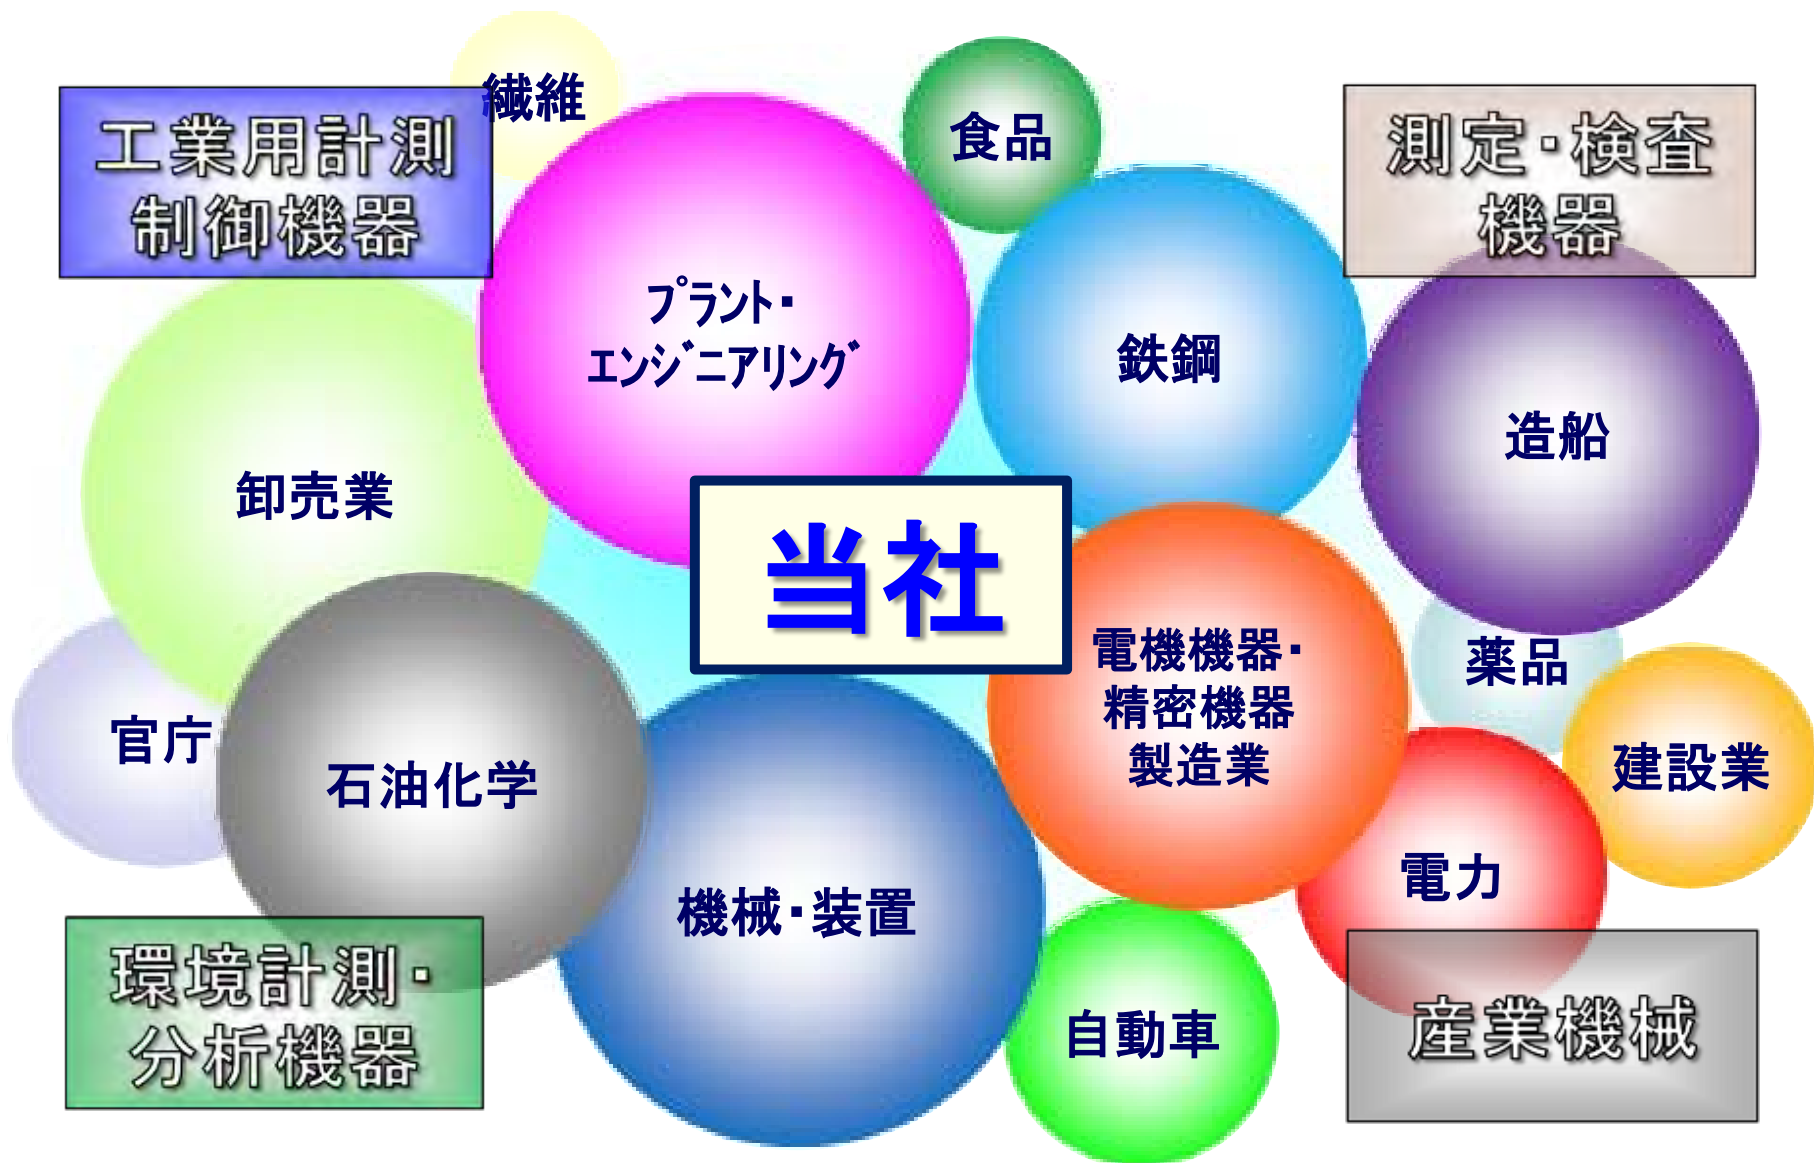 繊維
食品
工業用計測
制御機器
測定・検査
機器
プラント・
エンジニアリング
鉄鋼
造船
卸売業
当社
電機機器・
精密機器
製造業
薬品
官庁
石油化学
建設業
電力
機械・装置
環境計測・
分析機器
自動車
産業機械